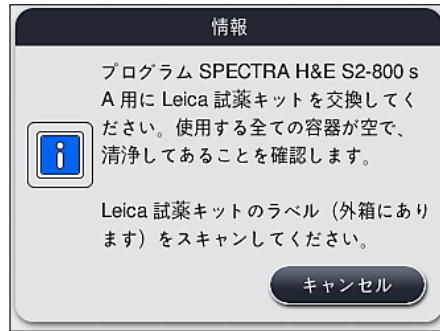 情報
プログラム SPECTRA H&E S2-800 s
A 用に Leica 試薬キットを交換してく
ださい。使用する全ての容器が空で、
清浄してあることを確認します。
Leica 試薬キットのラベル（外箱にあり
ます）をスキャンしてください。
キャンセル